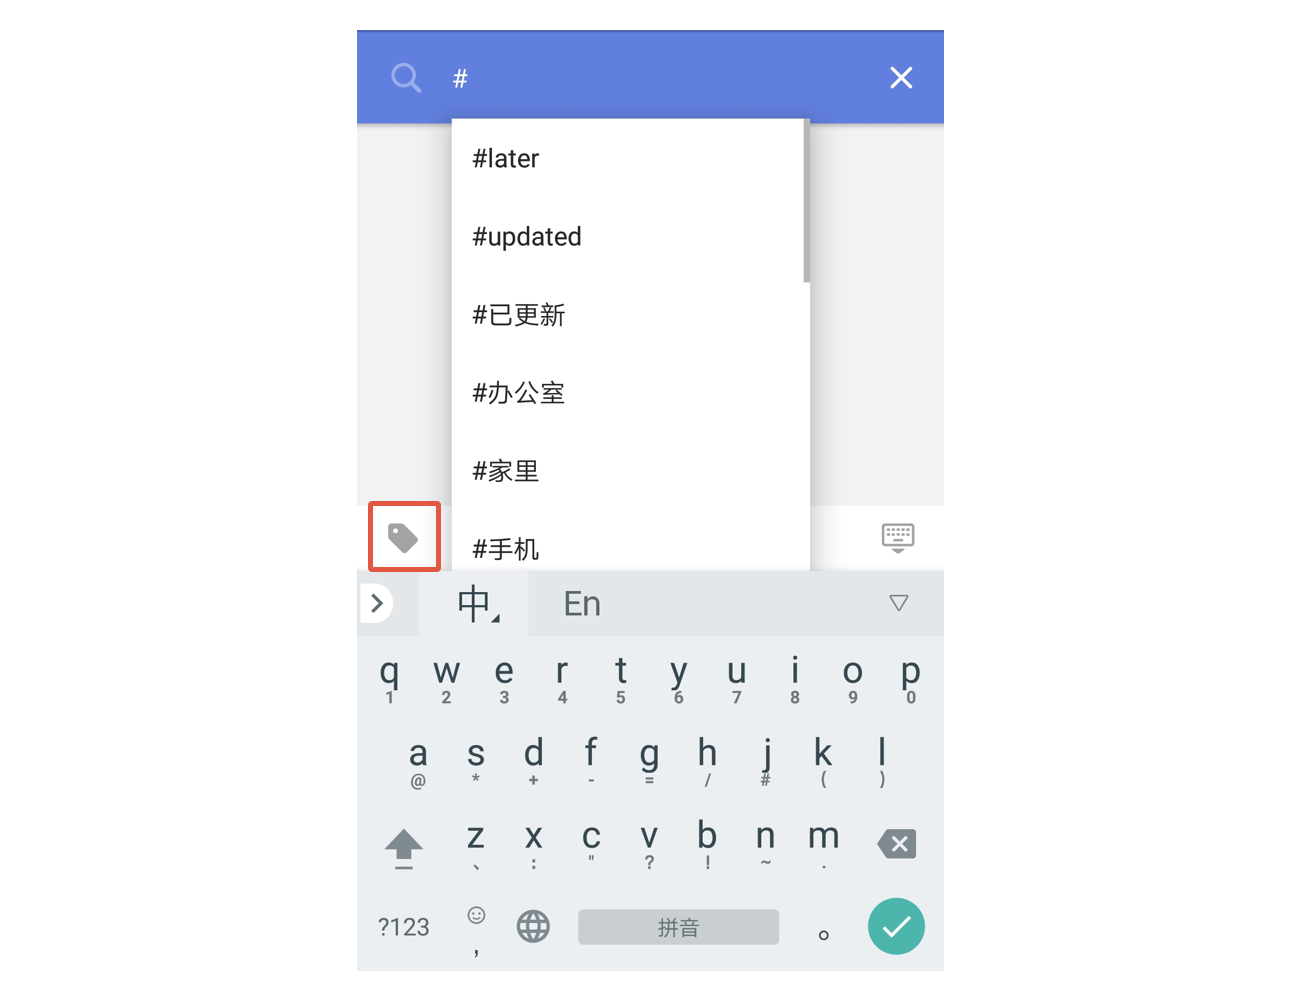 #
#later
#updated
#已更新
#办公室
#家里
#手机
中 En
q w e r t y u i o p
1 2 3 4 5 6 7 8 9 0
a s d f g h j k l
@ * + - = / # ( )
z x c v b n m
、 : " ? ! ~ .
?123 , 拼音 。